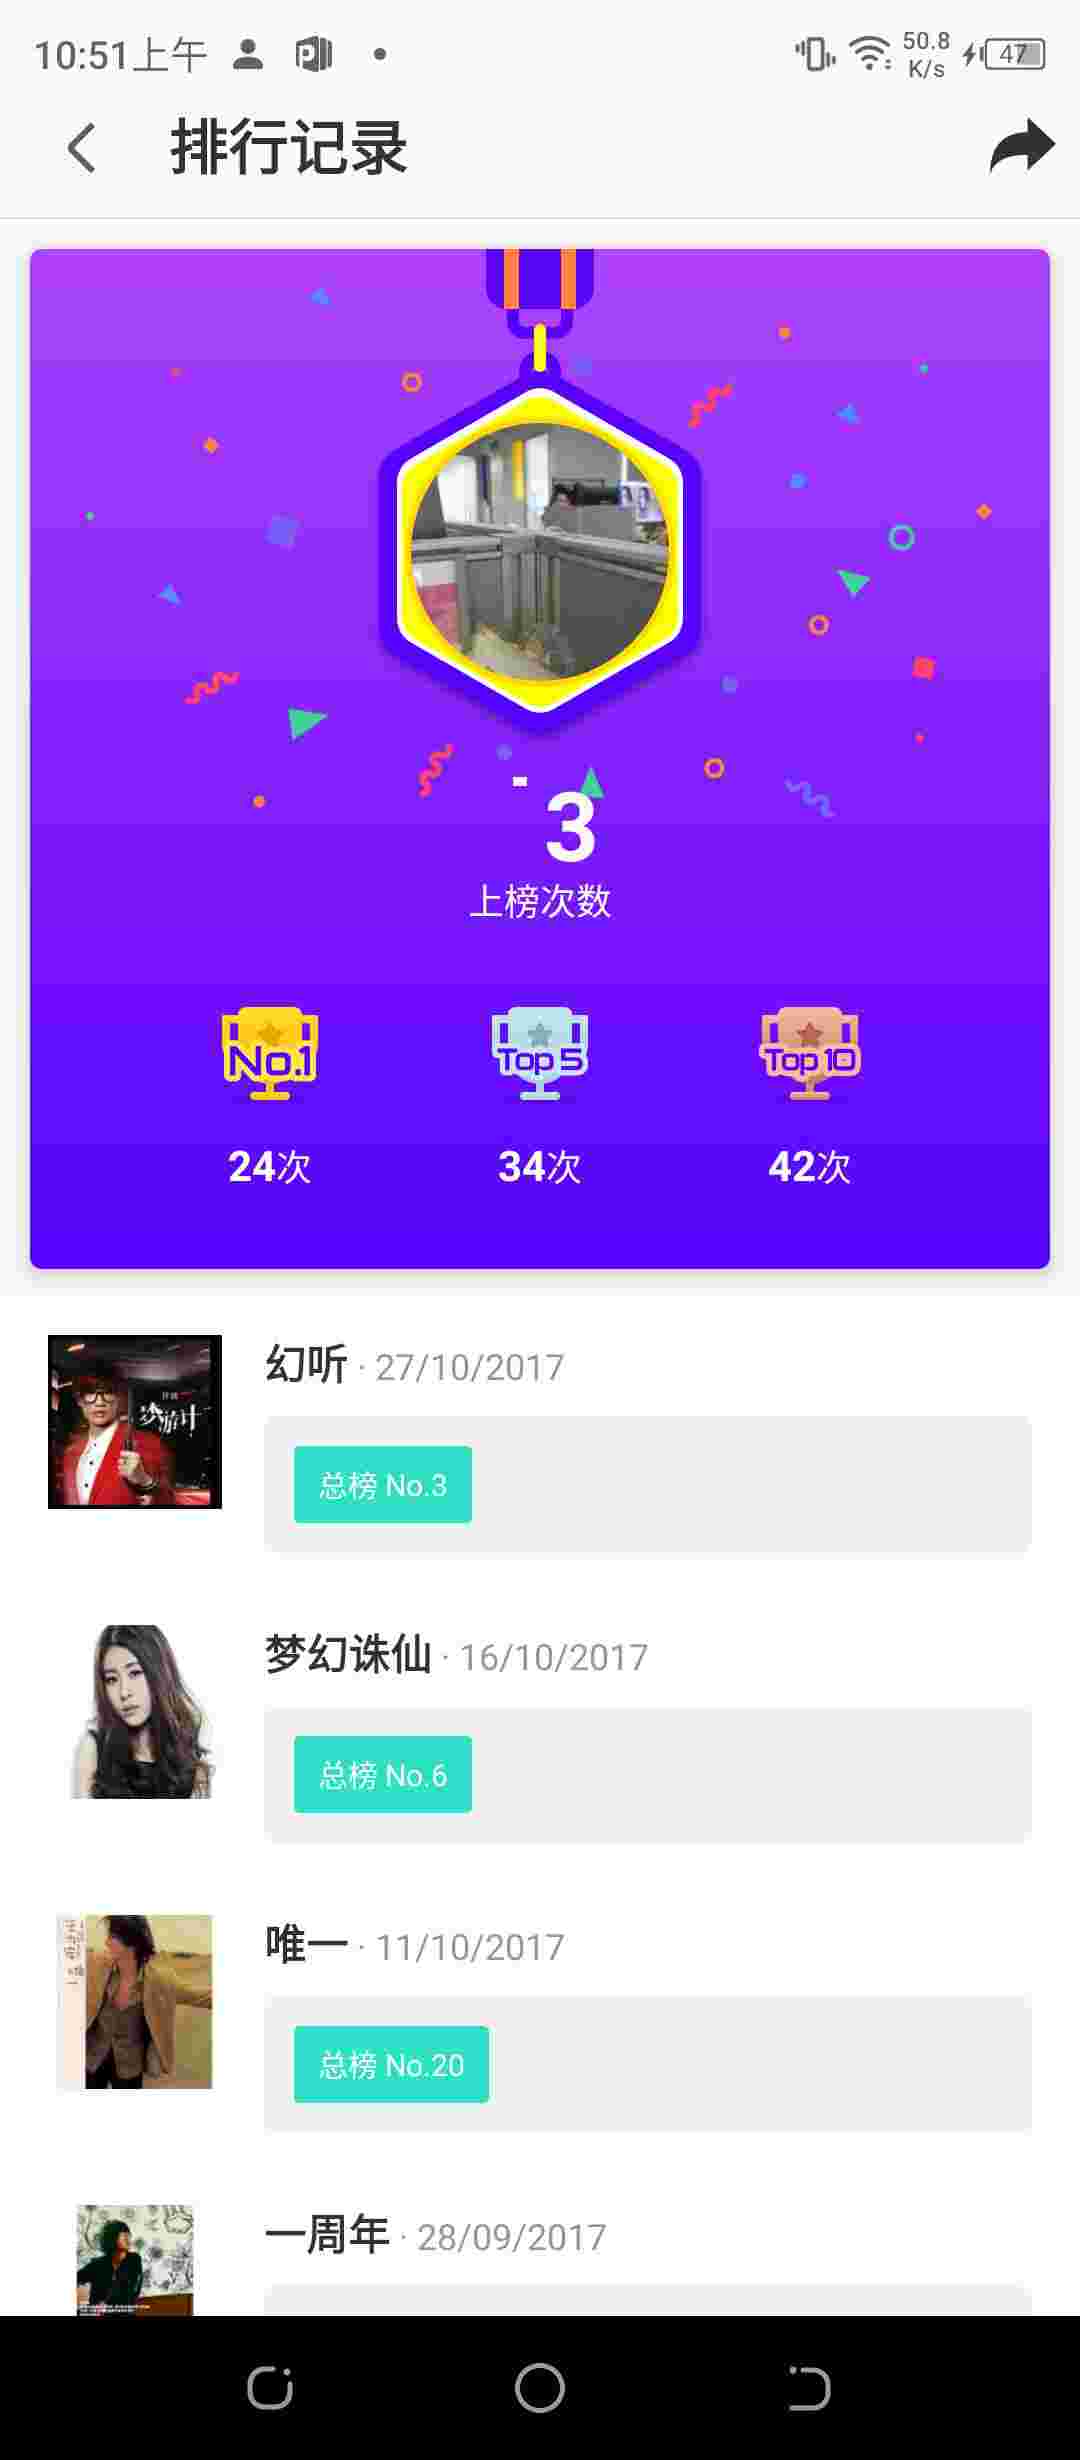 10:51上午
50.8
K/s
47
排行记录
3
上榜次数
No.1
Top 5
Top 10
24次
34次
42次
幻听 · 27/10/2017
总榜 No.3
梦幻诛仙 · 16/10/2017
总榜 No.6
唯一 · 11/10/2017
总榜 No.20
一周年 · 28/09/2017